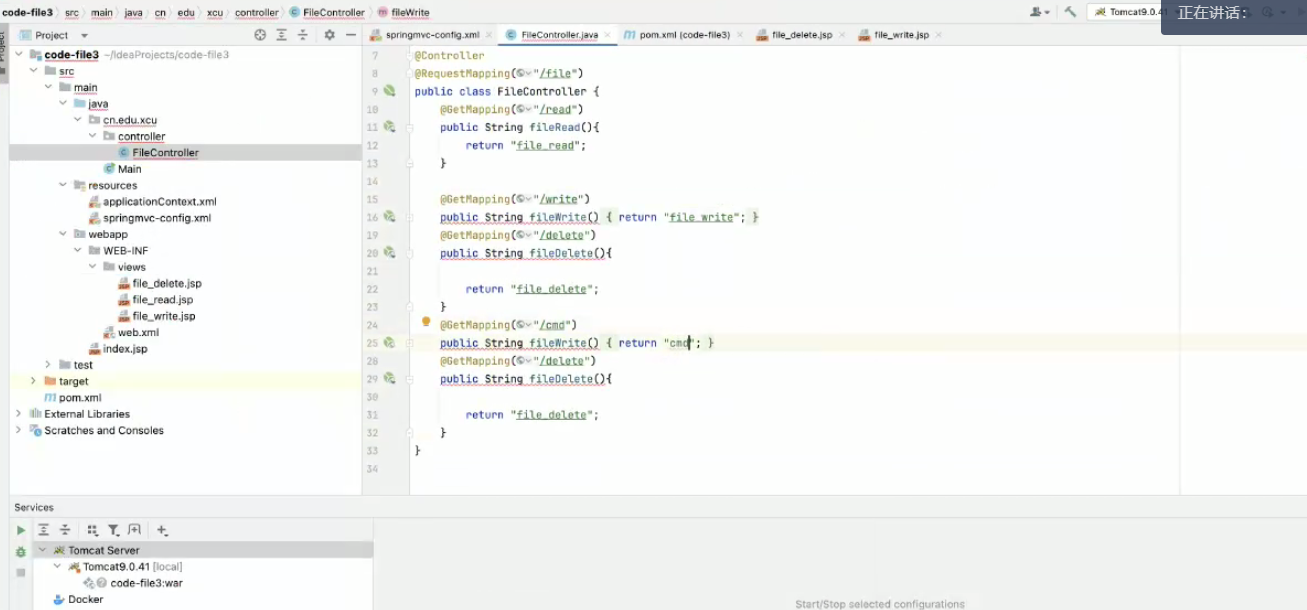 code-file3 › src › main › java › cn › edu › xcu › controller › FileController › fileWrite
Tomcat9.0.41
正在讲话:
Project
springmvc-config.xml
FileController.java
pom.xml (code-file3)
file_delete.jsp
file_write.jsp
Project
code-file3 ~/IdeaProjects/code-file3
src
main
java
cn.edu.xcu
controller
FileController
Main
resources
applicationContext.xml
springmvc-config.xml
webapp
WEB-INF
views
file_delete.jsp
file_read.jsp
file_write.jsp
web.xml
index.jsp
test
target
pom.xml
External Libraries
Scratches and Consoles
7 @Controller
8 @RequestMapping("/file")
9 public class FileController {
10 @GetMapping("/read")
11 public String fileRead(){
12 return "file_read";
13 }
14
15 @GetMapping("/write")
16 public String fileWrite() { return "file_write"; }
19 @GetMapping("/delete")
20 public String fileDelete(){
21
22 return "file_delete";
23 }
24 @GetMapping("/cmd")
25 public String fileWrite() { return "cmd"; }
28 @GetMapping("/delete")
29 public String fileDelete(){
30
31 return "file_delete";
32 }
33 }
34
Services
Tomcat Server
Tomcat9.0.41 [local]
code-file3:war
Docker
Start/Stop selected configurations